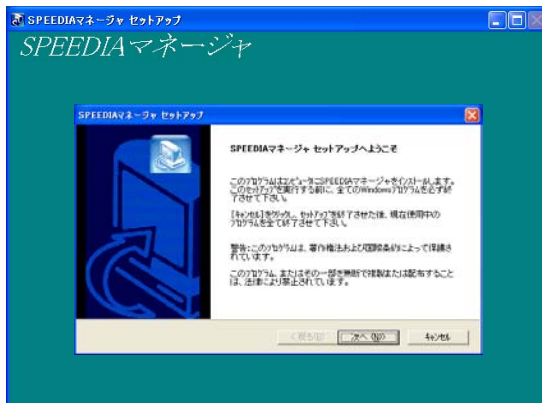 SPEEDIAマネージャ セットアップ
SPEEDIAマネージャ
SPEEDIAマネージャ セットアップ
SPEEDIAマネージャ セットアップへようこそ
このﾌﾟﾛｸﾞﾗﾑはｺﾝﾋﾟｭｰﾀにSPEEDIAマネージャをｲﾝｽﾄｰﾙします。
このｾｯﾄｱｯﾌﾟを実行する前に、全てのWindowsﾌﾟﾛｸﾞﾗﾑを必ず終
了させて下さい。
[ｷｬﾝｾﾙ]をｸﾘｯｸし、ｾｯﾄｱｯﾌﾟを終了させた後、現在使用中の
ﾌﾟﾛｸﾞﾗﾑを全て終了させて下さい。
警告:このﾌﾟﾛｸﾞﾗﾑは、著作権法および国際条約によって保護さ
れています。
このﾌﾟﾛｸﾞﾗﾑ、またはその一部を無断で複製または配布すること
は、法律により禁止されています。
<戻る(B) 次へ (N)> ｷｬﾝｾﾙ